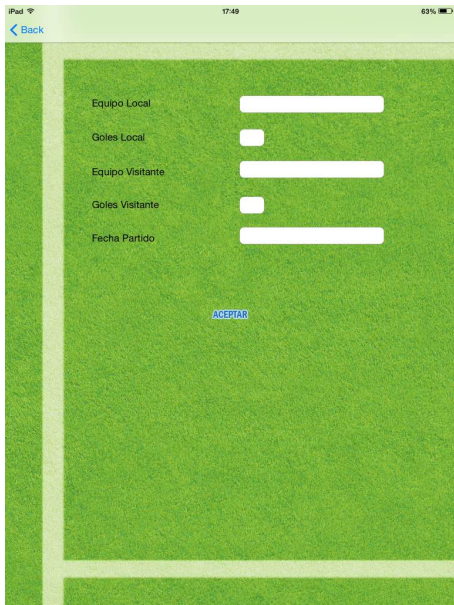 iPad 17:49 63%
Back
Equipo Local
Goles Local
Equipo Visitante
Goles Visitante
Fecha Partido
ACEPTAR